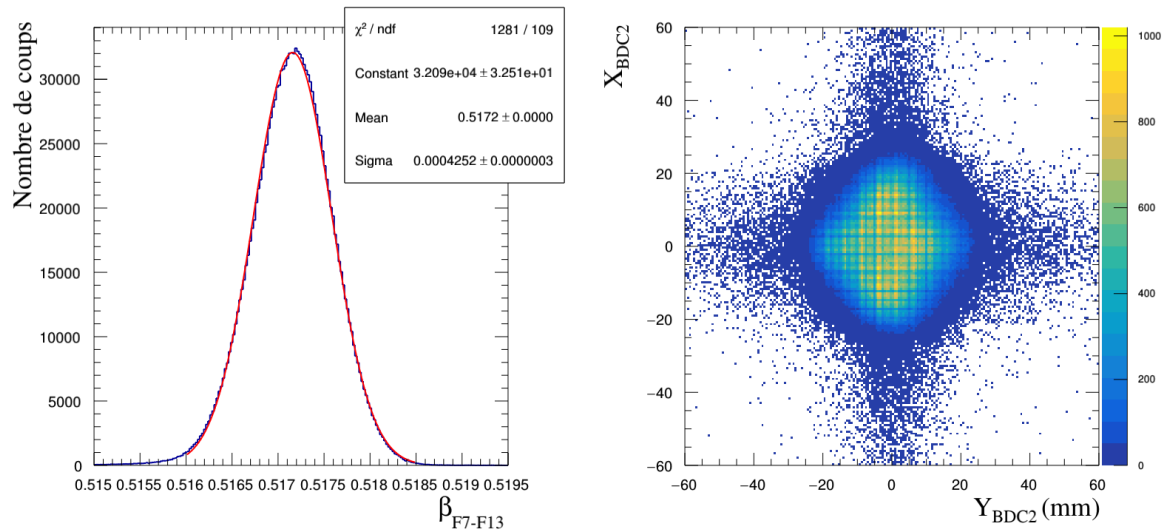 Nombre de coups
30000
25000
20000
15000
10000
5000
0
0.515 0.5155 0.516 0.5165 0.517 0.5175 0.518 0.5185 0.519 0.5195
β F7-F13
χ² / ndf 1281 / 109
Constant 3.209e+04 ± 3.251e+01
Mean 0.5172 ± 0.0000
Sigma 0.0004252 ± 0.0000003
X BDC2
60
40
20
0
−20
−40
−60
−60 −40 −20 0 20 40 60
Y BDC2 (mm)
1000
800
600
400
200
0